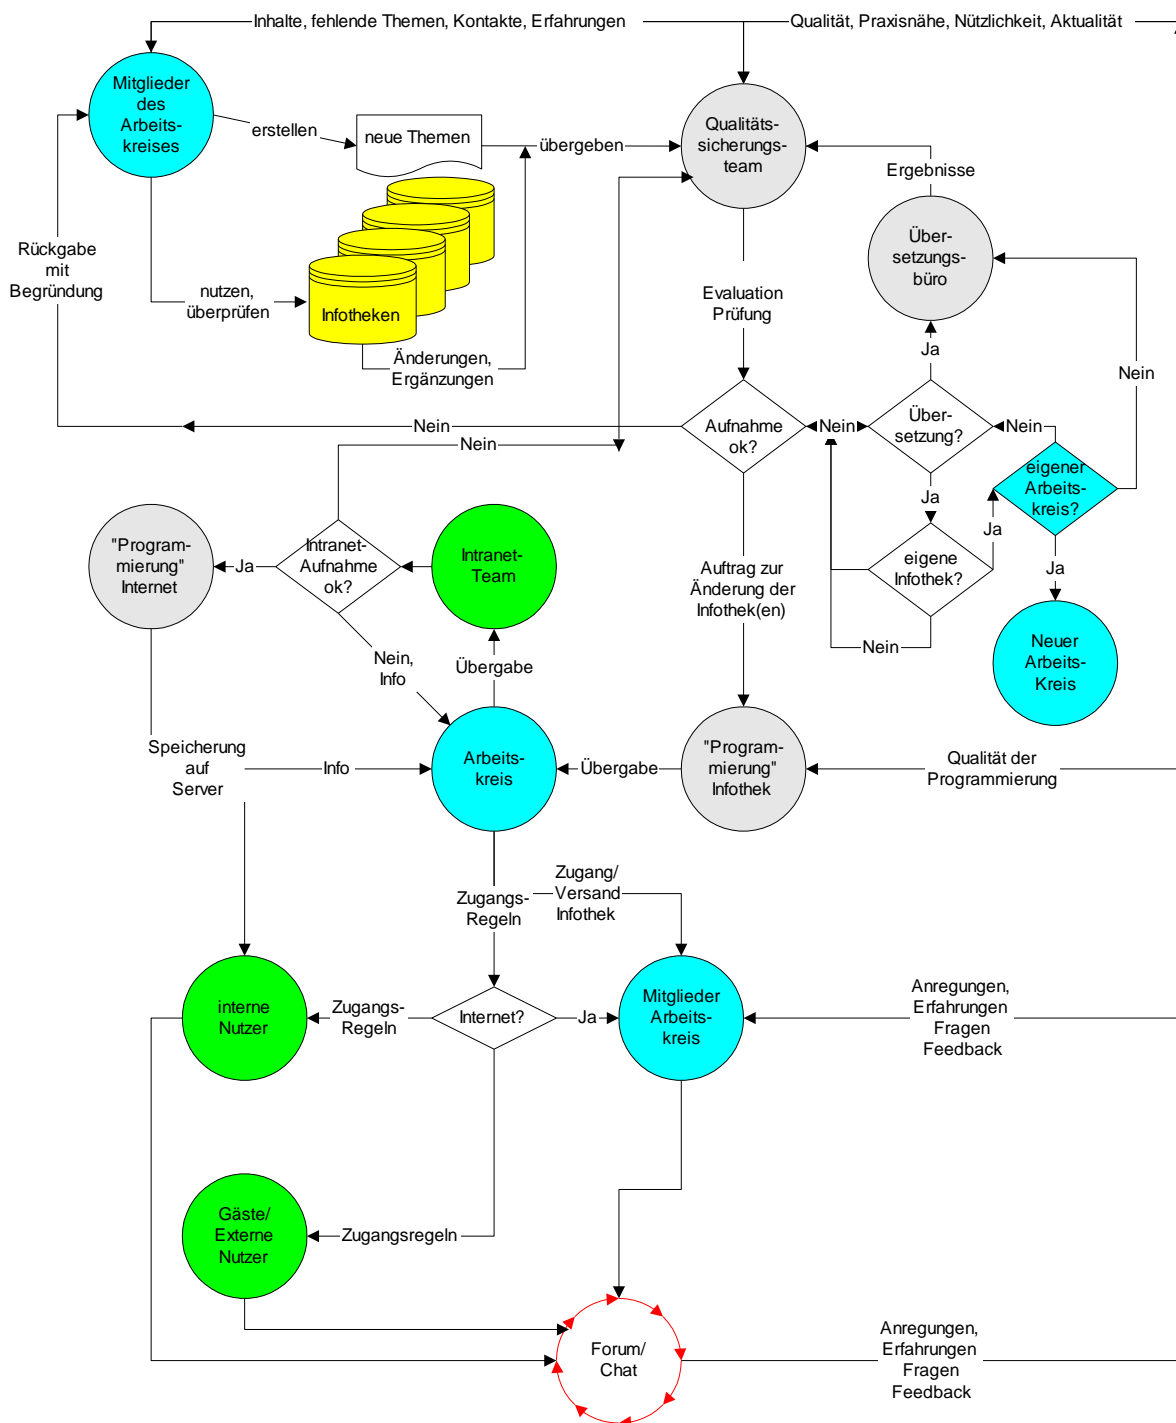 Inhalte, fehlende Themen, Kontakte, Erfahrungen
Qualität, Praxisnähe, Nützlichkeit, Aktualität
Mitglieder
des
Arbeits-
kreises
erstellen
neue Themen
übergeben
Qualitäts-
sicherungs-
team
Ergebnisse
Über-
setzungs-
büro
Rückgabe
mit
Begründung
nutzen,
überprüfen
Infotheken
Änderungen,
Ergänzungen
Evaluation
Prüfung
Ja
Nein
Nein
Nein
Aufnahme
ok?
Nein
Über-
setzung?
Nein
eigener
Arbeits-
kreis?
Ja
Ja
"Program-
mierung"
Internet
Ja
Intranet-
Aufnahme
ok?
Intranet-
Team
Auftrag zur
Änderung der
Infothek(en)
eigene
Infothek?
Ja
Nein
Neuer
Arbeits-
Kreis
Nein,
Info
Übergabe
Speicherung
auf
Server
Info
Arbeits-
kreis
Übergabe
"Program-
mierung"
Infothek
Qualität der
Programmierung
Zugangs-
Regeln
Zugang/
Versand
Infothek
interne
Nutzer
Zugangs-
Regeln
Internet?
Ja
Mitglieder
Arbeits-
kreis
Anregungen,
Erfahrungen
Fragen
Feedback
Gäste/
Externe
Nutzer
Zugangsregeln
Forum/
Chat
Anregungen,
Erfahrungen
Fragen
Feedback